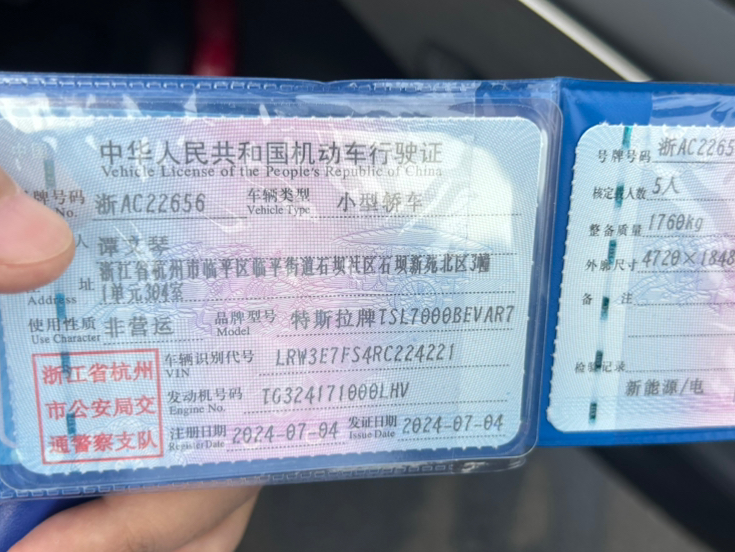 中华人民共和国机动车行驶证
Vehicle License of the People's Republic of China
牌号码 浙AC22656 车辆类型 小型轿车
No. Vehicle Type
人 谭文琴
址 浙江省杭州市临平区临平街道石坝社区石坝新苑北区3幢
Address 1单元304室
使用性质 非营运 品牌型号 特斯拉牌TSL7000BEVAR7
Use Character Model
浙江省杭州
市公安局交
通警察支队
车辆识别代号 LRW3E7FS4RC224221
VIN
发动机号码 TG324171000LHV
Engine No.
注册日期 2024-07-04 发证日期 2024-07-04
Register Date Issue Date
号牌号码 浙AC2265
核定载人数 5人
整备质量 1760kg
外廓尺寸 4720×1848
备 注
检验记录
新能源/电